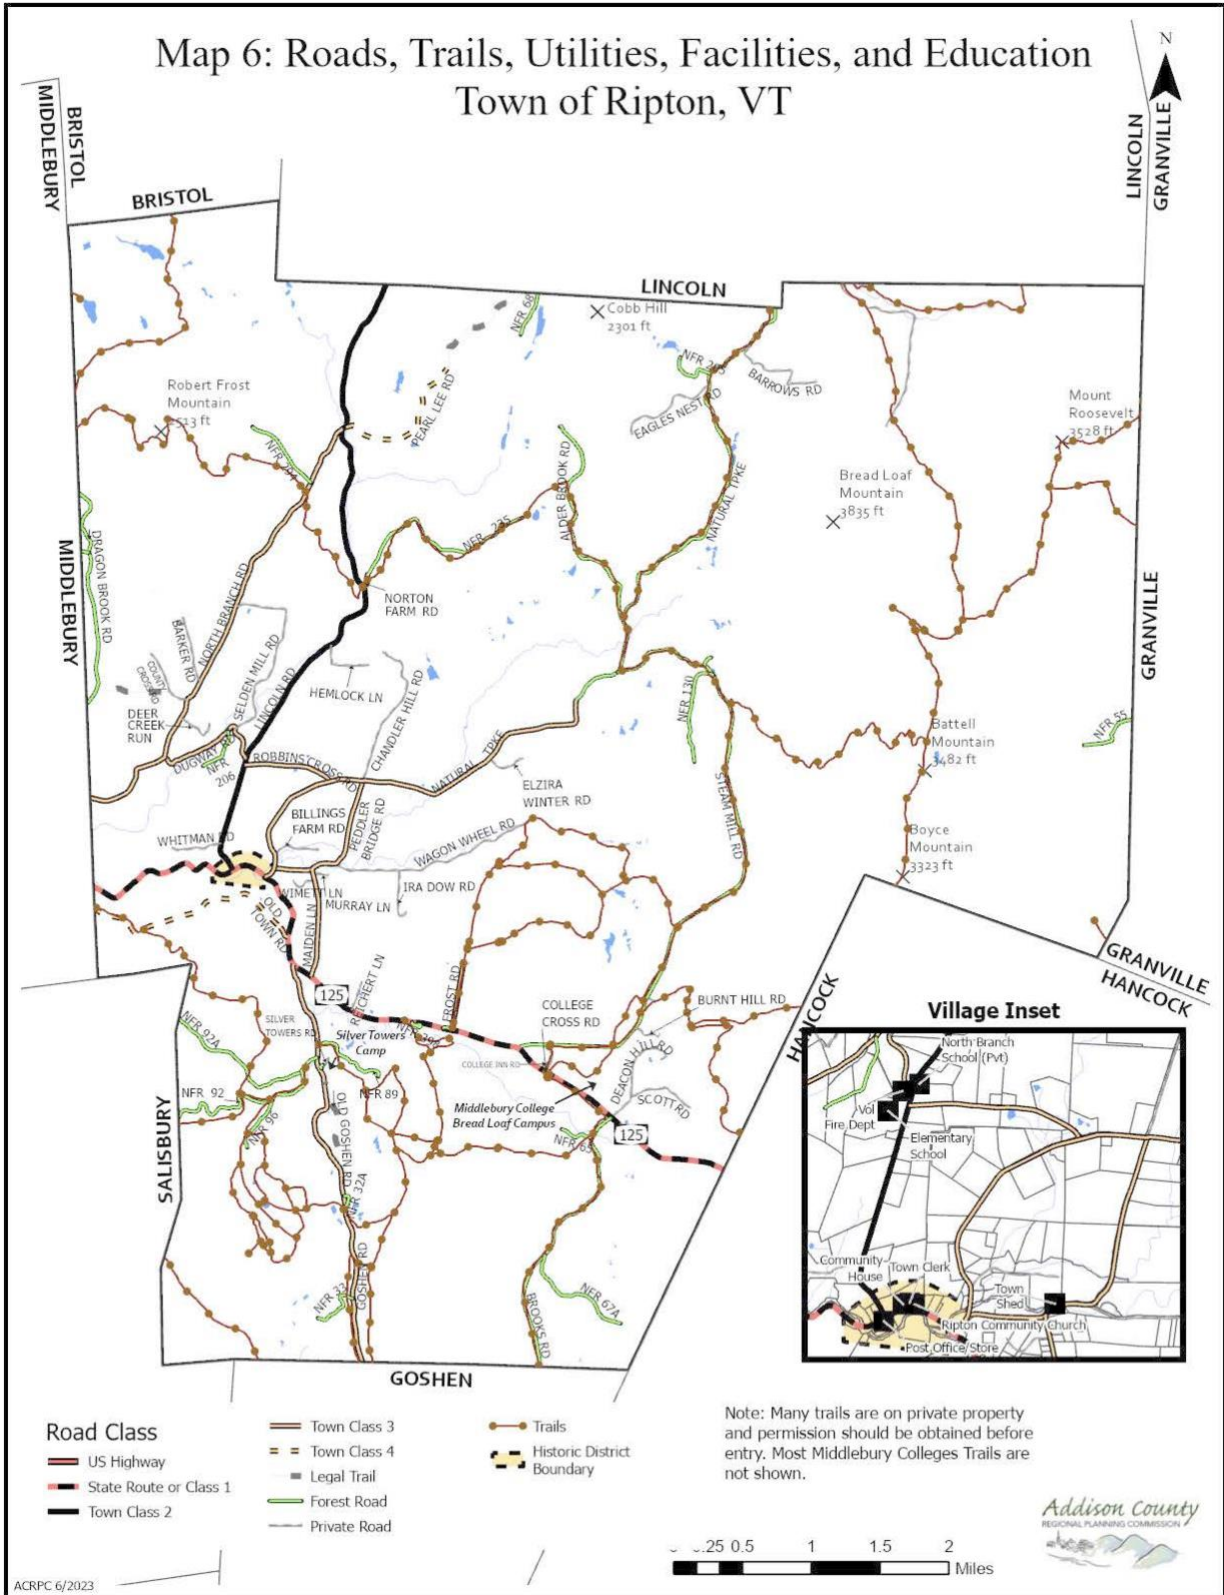 Map 6: Roads, Trails, Utilities, Facilities, and Education
Town of Ripton, VT
N
BRISTOL
MIDDLEBURY
LINCOLN
GRANVILLE
BRISTOL
LINCOLN
Cobb Hill
2301 ft
NFR 68
PEARL LEE RD
BARROWS RD
EAGLES NEST RD
Robert Frost
Mountain
Mount
Roosevelt
3528 ft
ALDER BROOK RD
NATURAL TPKE
Bread Loaf
Mountain
3835 ft
NFR 235
DRAGON BROOK RD
MIDDLEBURY
NORTON
FARM RD
NORTH BRANCH RD
BARKER RD
COUNT
SELDEN MILL RD
LINCOLN RD
HEMLOCK LN
CHANDLER HILL RD
GRANVILLE
DEER
CREEK
RUN
DUGWAY RD
NFR
206
ROBBINS CROSS RD
NATURAL TPKE
NFR 130
NFR 55
Battell
Mountain
3482 ft
ELZIRA
WINTER RD
STEAM MILL RD
BILLINGS
FARM RD
PEDDLER
BRIDGE RD
WAGON WHEEL RD
WHITMAN RD
Boyce
Mountain
3323 ft
WIMETT LN
MURRAY LN
IRA DOW RD
OLD
TOWN RD
MAIDEN LN
GRANVILLE
HANCOCK
HANCOCK
125
FROST RD
COLLEGE
CROSS RD
BURNT HILL RD
SILVER
TOWERS RD
Silver Towers
Camp
NFR 92A
COLLEGE INN RD
DEACON HILL RD
SCOTT RD
NFR 92
NFR 89
NFR 96
Middlebury College
Bread Loaf Campus
125
OLD GOSHEN RD
SALISBURY
NFR 32A
GOSHEN RD
BROOKS RD
NFR 67A
GOSHEN
Village Inset
North Branch
School (Pvt)
Vol
Fire Dept
Elementary
School
Community
House
Town Clerk
Town
Shed
Ripton Community Church
Post Office/Store
Road Class
US Highway
State Route or Class 1
Town Class 2
Town Class 3
Town Class 4
Legal Trail
Forest Road
Private Road
Trails
Historic District
Boundary
Note: Many trails are on private property
and permission should be obtained before
entry. Most Middlebury Colleges Trails are
not shown.
0.5 1 1.5 2
Miles
Addison County
REGIONAL PLANNING COMMISSION
ACRPC 6/2023